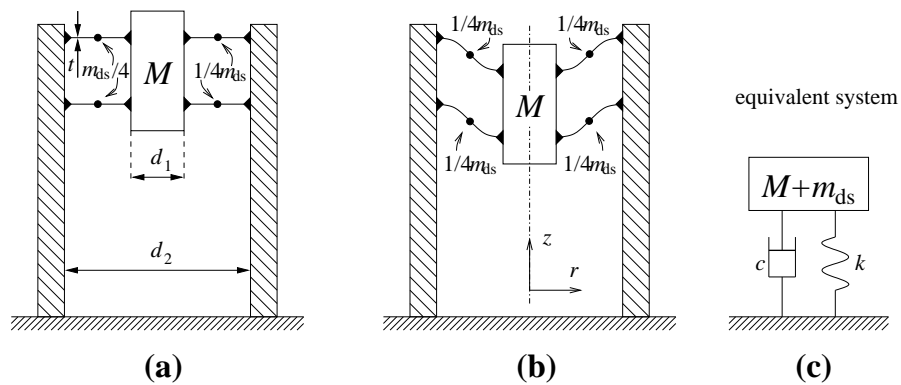 t
m_ds/4
M
1/4m_ds
d_1
d_2
(a)
1/4m_ds
1/4m_ds
M
1/4m_ds
1/4m_ds
z
r
(b)
equivalent system
M+m_ds
c
k
(c)